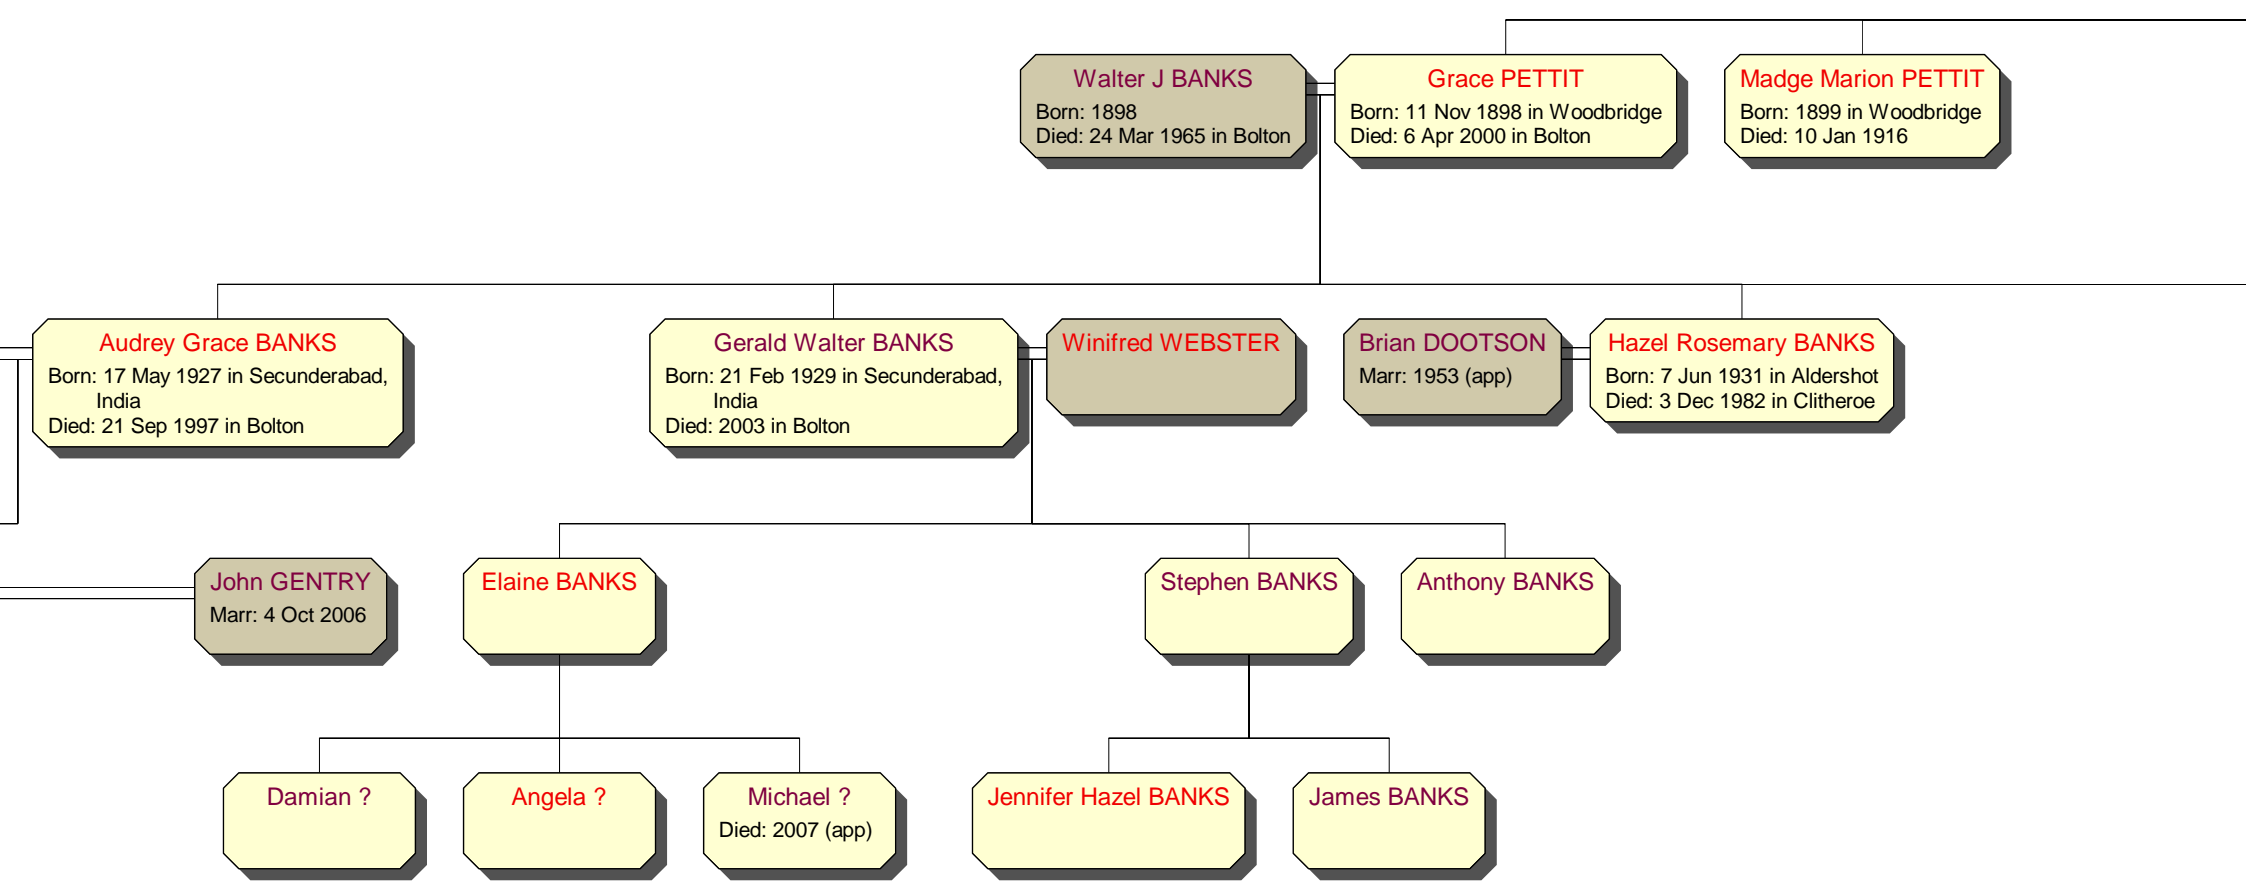 Walter J BANKS
Born: 1898
Died: 24 Mar 1965 in Bolton
Grace PETTIT
Born: 11 Nov 1898 in Woodbridge
Died: 6 Apr 2000 in Bolton
Madge Marion PETTIT
Born: 1899 in Woodbridge
Died: 10 Jan 1916
Audrey Grace BANKS
Born: 17 May 1927 in Secunderabad,
India
Died: 21 Sep 1997 in Bolton
Gerald Walter BANKS
Born: 21 Feb 1929 in Secunderabad,
India
Died: 2003 in Bolton
Winifred WEBSTER
Brian DOOTSON
Marr: 1953 (app)
Hazel Rosemary BANKS
Born: 7 Jun 1931 in Aldershot
Died: 3 Dec 1982 in Clitheroe
John GENTRY
Marr: 4 Oct 2006
Elaine BANKS
Stephen BANKS
Anthony BANKS
Damian ?
Angela ?
Michael ?
Died: 2007 (app)
Jennifer Hazel BANKS
James BANKS